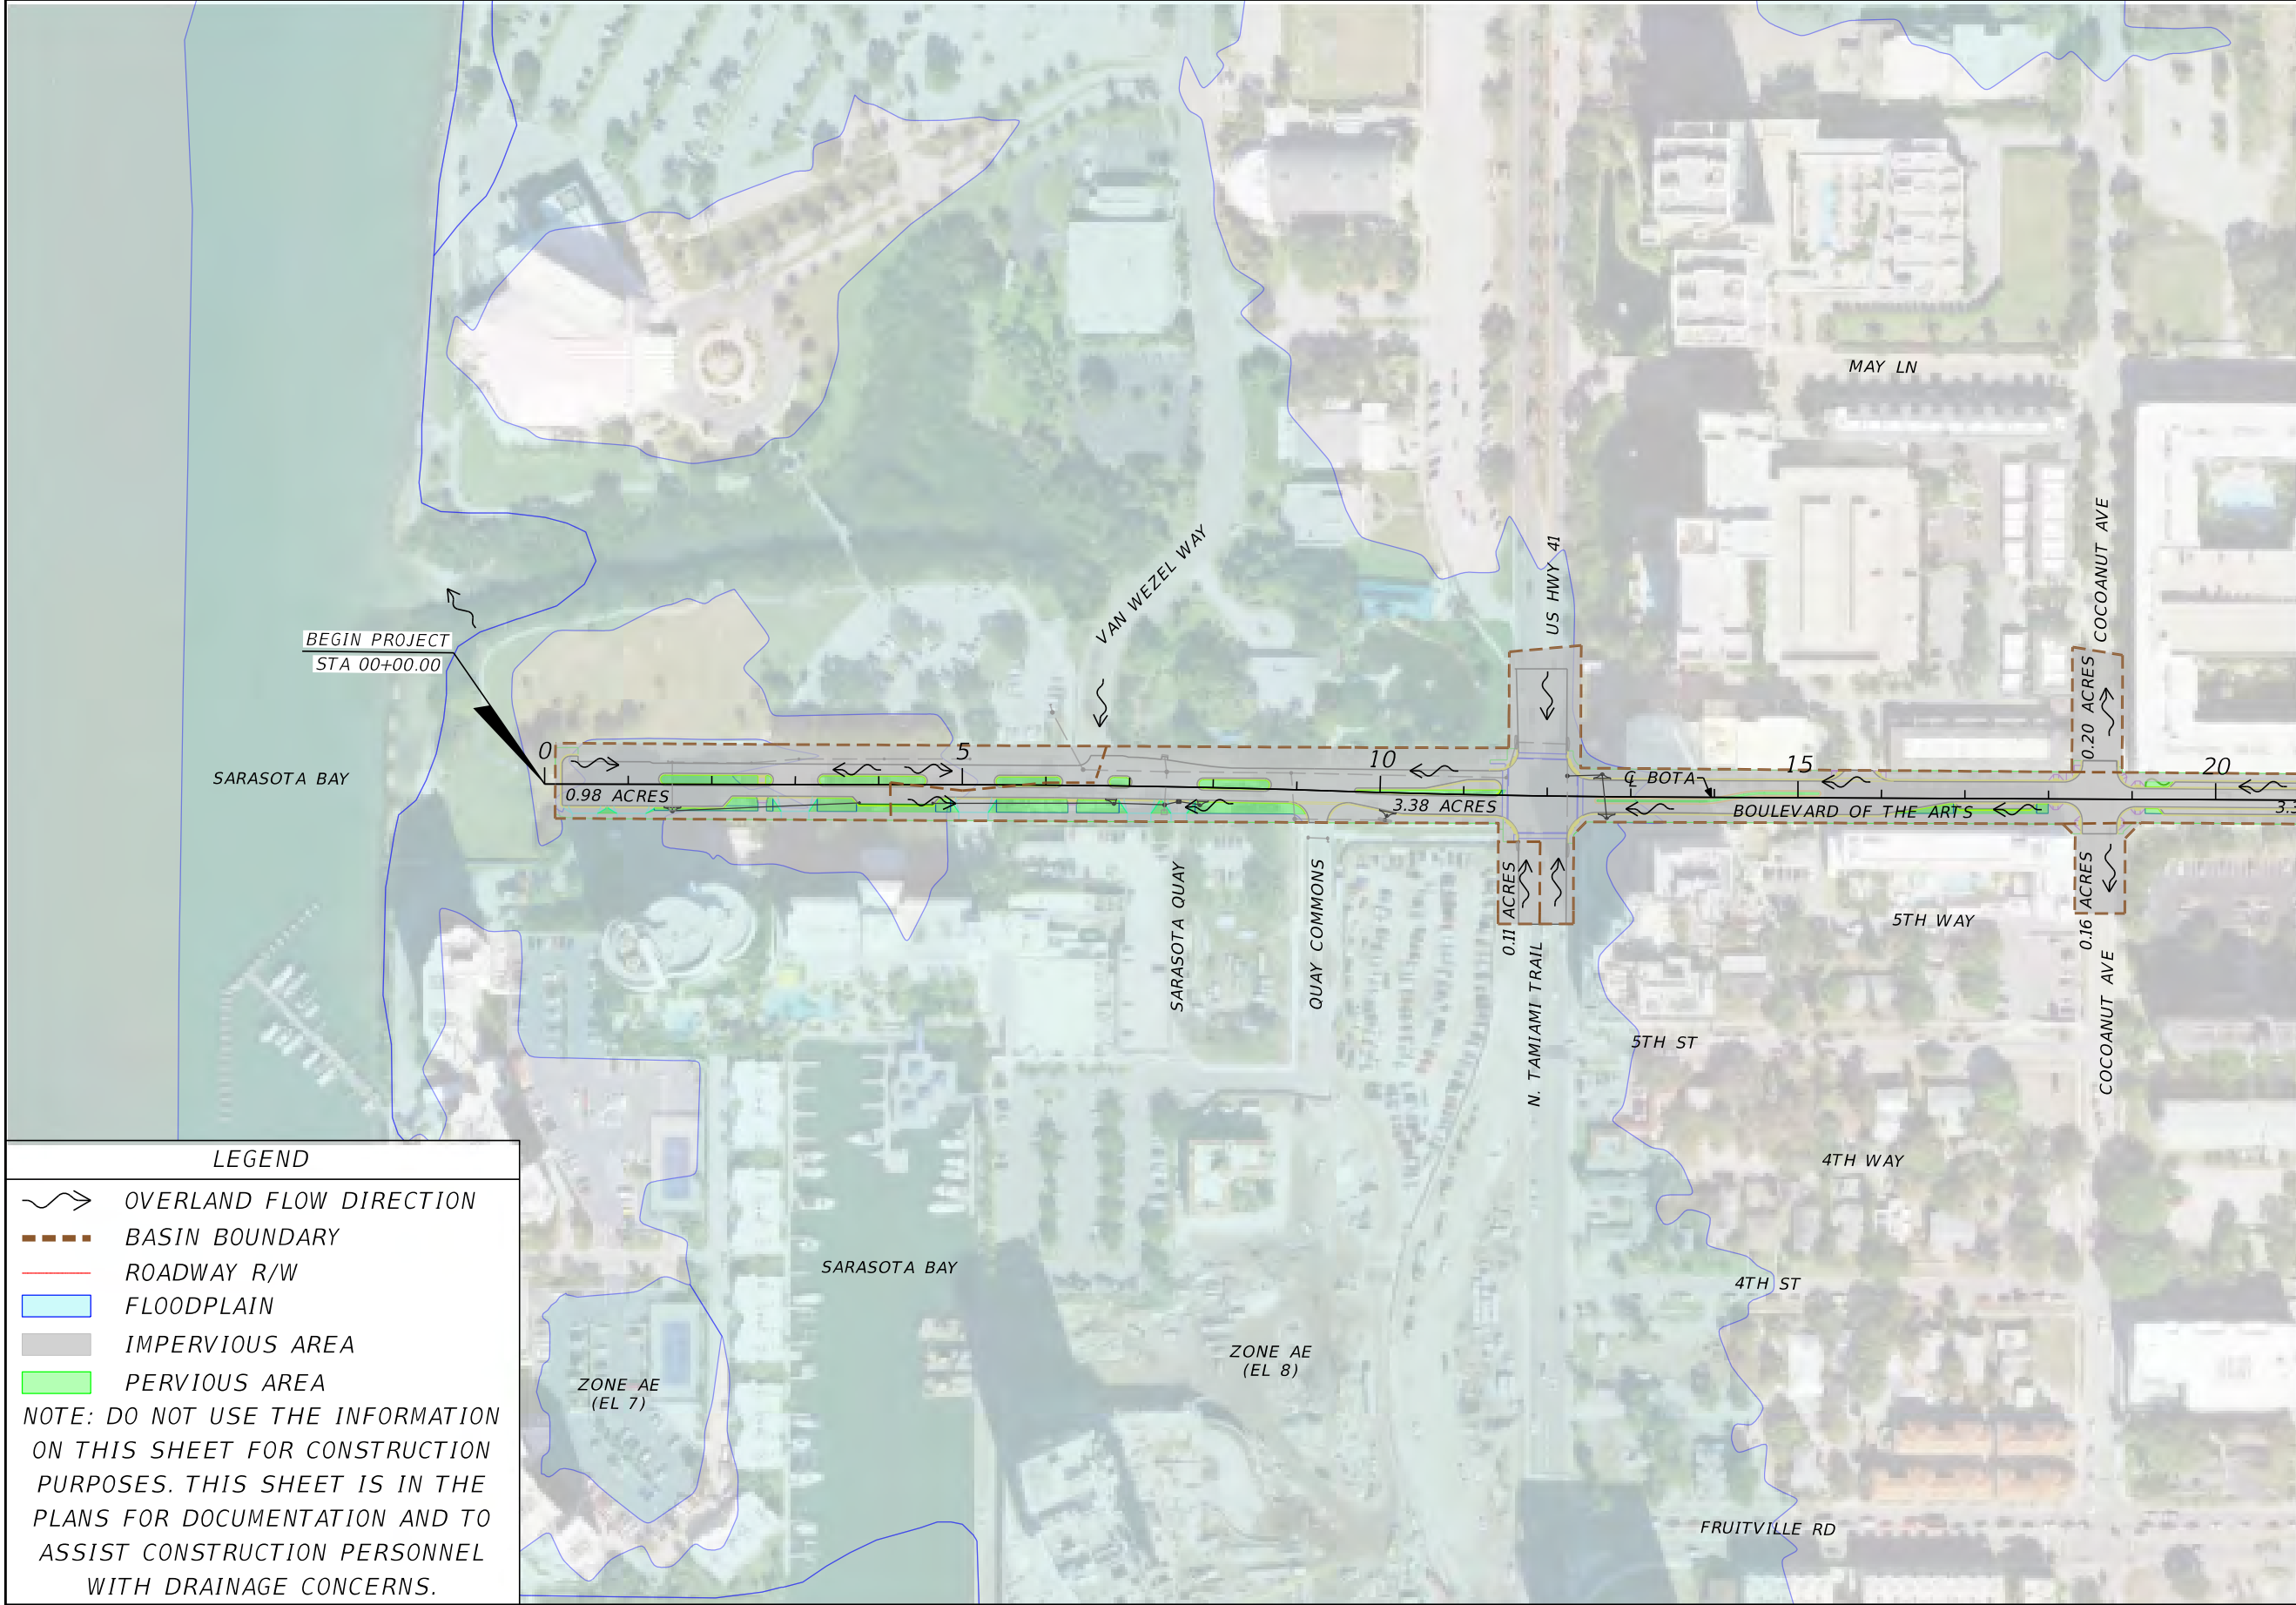 MAY LN
US HWY 41
COCOANUT AVE
VAN WEZEL WAY
BEGIN PROJECT
STA 00+00.00
SARASOTA BAY
0
5
10
15
20
0.98 ACRES
3.38 ACRES
℄ BOTA
BOULEVARD OF THE ARTS
0.20 ACRES
3.3
0.11 ACRES
0.16 ACRES
SARASOTA QUAY
QUAY COMMONS
N. TAMIAMI TRAIL
5TH WAY
COCOANUT AVE
5TH ST
4TH WAY
4TH ST
SARASOTA BAY
ZONE AE
(EL 8)
ZONE AE
(EL 7)
FRUITVILLE RD
LEGEND
OVERLAND FLOW DIRECTION
BASIN BOUNDARY
ROADWAY R/W
FLOODPLAIN
IMPERVIOUS AREA
PERVIOUS AREA
NOTE: DO NOT USE THE INFORMATION
ON THIS SHEET FOR CONSTRUCTION
PURPOSES. THIS SHEET IS IN THE
PLANS FOR DOCUMENTATION AND TO
ASSIST CONSTRUCTION PERSONNEL
WITH DRAINAGE CONCERNS.